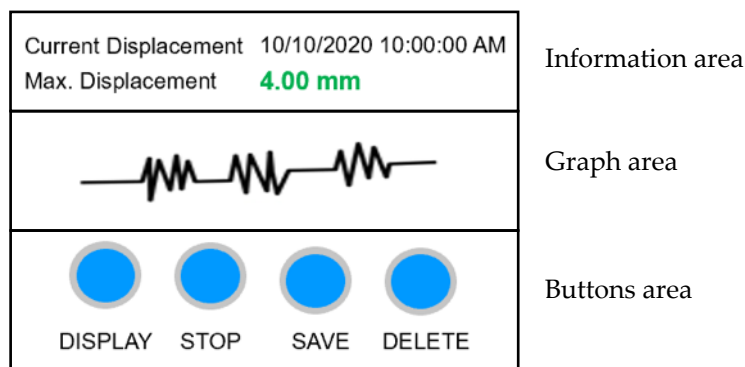 Current Displacement 10/10/2020 10:00:00 AM
Max. Displacement 4.00 mm
Information area
Graph area
Buttons area
DISPLAY STOP SAVE DELETE